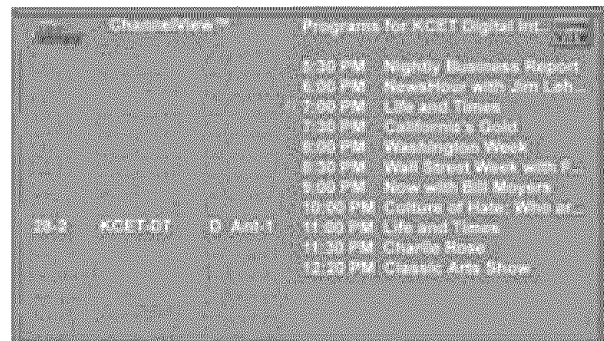 ChannelView™
Programs for KCET Digital Int...
5:30 PM Nightly Business Report
6:00 PM NewsHour with Jim Leh...
7:00 PM Life and Times
7:30 PM California's Gold
8:00 PM Washington Week
8:30 PM Wall Street Week with F...
9:00 PM Now with Bill Moyers
10:00 PM Culture of Hate: Who ar...
28-2 KCET-DT D Ant-1 11:00 PM Life and Times
11:30 PM Charlie Rose
12:20 PM Classic Arts Show